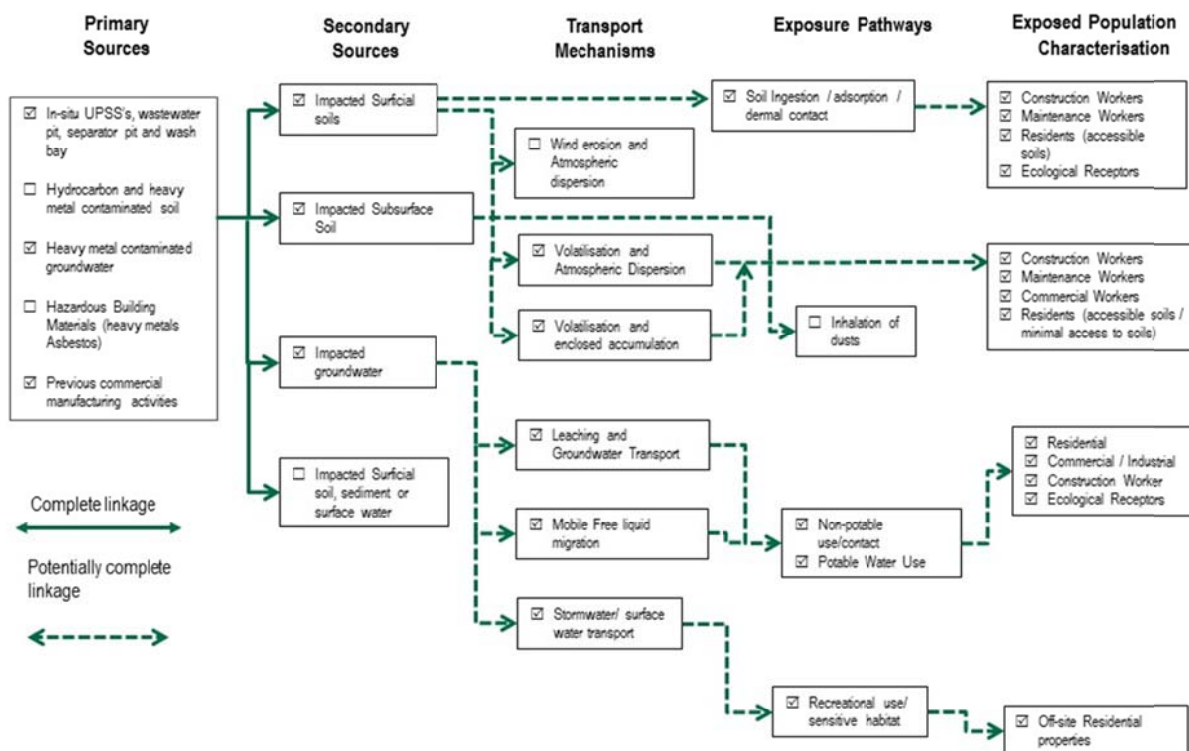 Primary
Sources
Secondary
Sources
Transport
Mechanisms
Exposure Pathways
Exposed Population
Characterisation
☑ In-situ UPSS's, wastewater
pit, separator pit and wash
bay
☐ Hydrocarbon and heavy
metal contaminated soil
☑ Heavy metal contaminated
groundwater
☐ Hazardous Building
Materials (heavy metals
Asbestos)
☑ Previous commercial
manufacturing activities
Complete linkage
Potentially complete
linkage
☑ Impacted Surficial
soils
☑ Impacted Subsurface
Soil
☑ Impacted
groundwater
☐ Impacted Surficial
soil, sediment or
surface water
☐ Wind erosion and
Atmospheric
dispersion
☑ Volatilisation and
Atmospheric Dispersion
☑ Volatilisation and
enclosed accumulation
☑ Leaching and
Groundwater Transport
☑ Mobile Free liquid
migration
☑ Stormwater/ surface
water transport
☑ Soil Ingestion / adsorption /
dermal contact
☐ Inhalation of
dusts
☑ Non-potable
use/contact
☑ Potable Water Use
☑ Recreational use/
sensitive habitat
☑ Construction Workers
☑ Maintenance Workers
☑ Residents (accessible
soils)
☑ Ecological Receptors
☑ Construction Workers
☑ Maintenance Workers
☑ Commercial Workers
☑ Residents (accessible soils /
minimal access to soils)
☑ Residential
☑ Commercial / Industrial
☑ Construction Worker
☑ Ecological Receptors
☑ Off-site Residential
properties